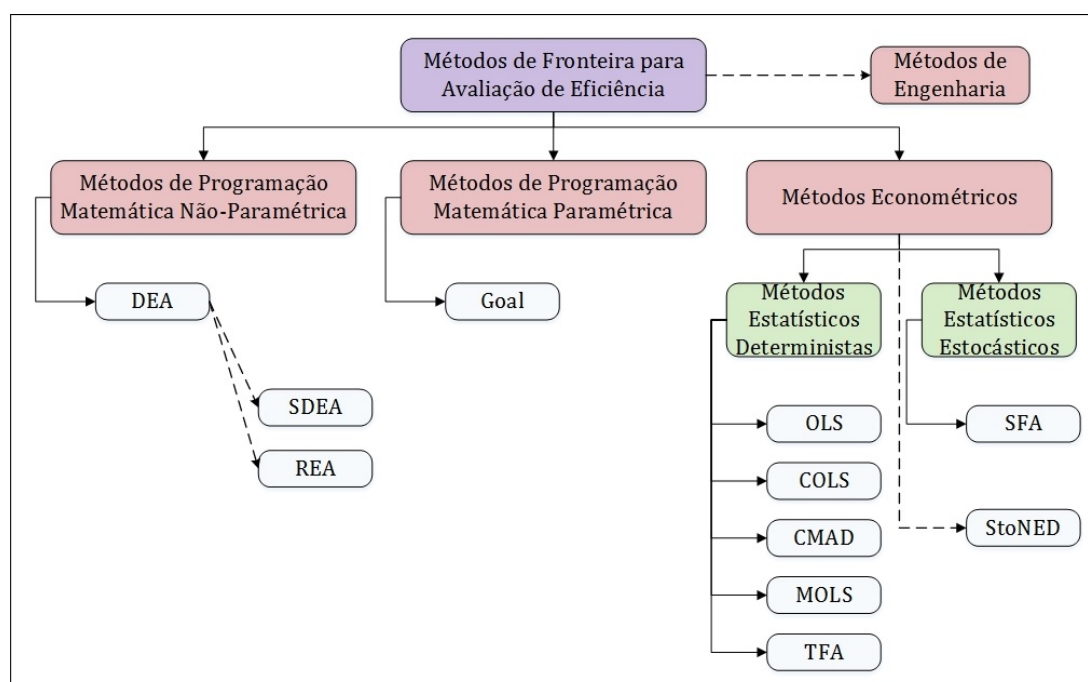 Métodos de Fronteira para
Avaliação de Eficiência
Métodos de
Engenharia
Métodos de Programação
Matemática Não-Paramétrica
Métodos de Programação
Matemática Paramétrica
Métodos Econométricos
DEA
Goal
Métodos
Estatísticos
Deterministas
Métodos
Estatísticos
Estocásticos
SDEA
REA
OLS
COLS
CMAD
MOLS
TFA
SFA
StoNED